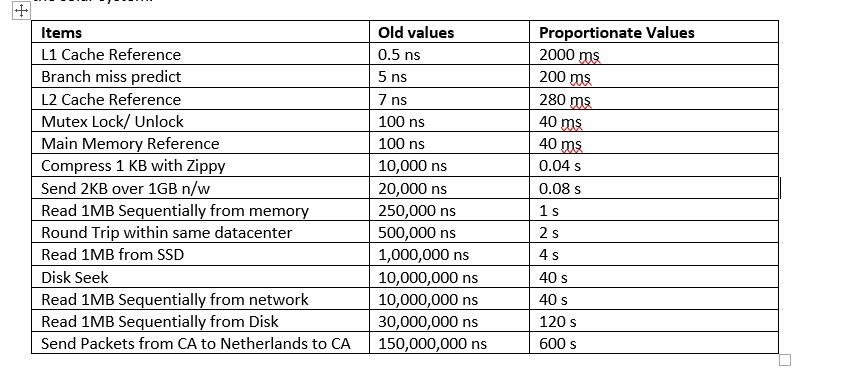 Items Old values Proportionate Values
L1 Cache Reference 0.5 ns 2000 ms
Branch miss predict 5 ns 200 ms
L2 Cache Reference 7 ns 280 ms
Mutex Lock/ Unlock 100 ns 40 ms
Main Memory Reference 100 ns 40 ms
Compress 1 KB with Zippy 10,000 ns 0.04 s
Send 2KB over 1GB n/w 20,000 ns 0.08 s
Read 1MB Sequentially from memory 250,000 ns 1 s
Round Trip within same datacenter 500,000 ns 2 s
Read 1MB from SSD 1,000,000 ns 4 s
Disk Seek 10,000,000 ns 40 s
Read 1MB Sequentially from network 10,000,000 ns 40 s
Read 1MB Sequentially from Disk 30,000,000 ns 120 s
Send Packets from CA to Netherlands to CA 150,000,000 ns 600 s